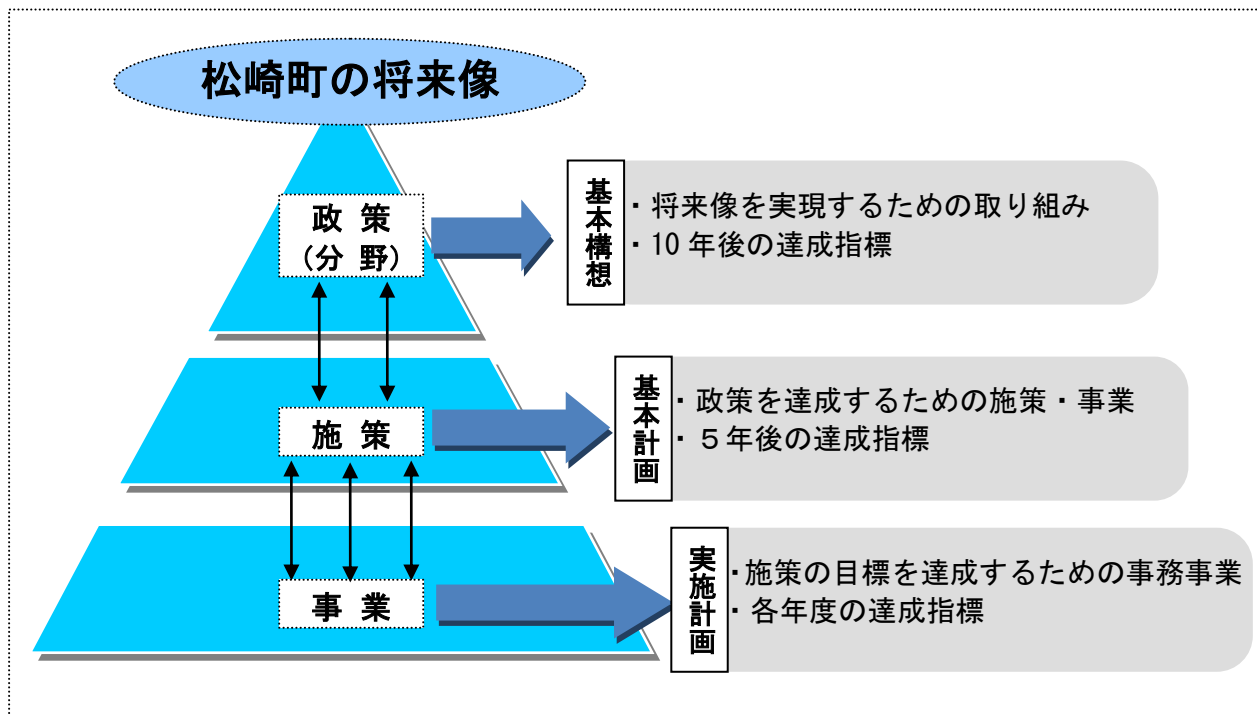 松崎町の将来像
政 策
（分 野）
基本構想
・将来像を実現するための取り組み
・10 年後の達成指標
施 策
基本計画
・政策を達成するための施策・事業
・５年後の達成指標
事 業
実施計画
・施策の目標を達成するための事務事業
・各年度の達成指標